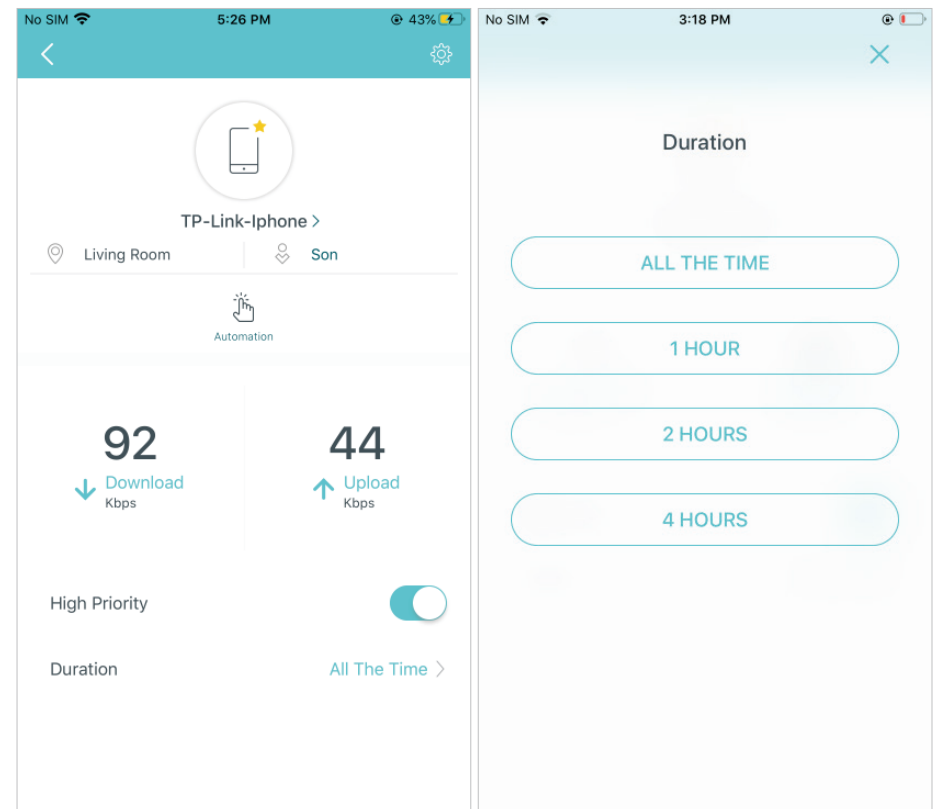 No SIM 5:26 PM 43%
TP-Link-Iphone >
Living Room Son
Automation
92 44
Download Upload
Kbps Kbps
High Priority
Duration All The Time >
No SIM 3:18 PM
Duration
ALL THE TIME
1 HOUR
2 HOURS
4 HOURS